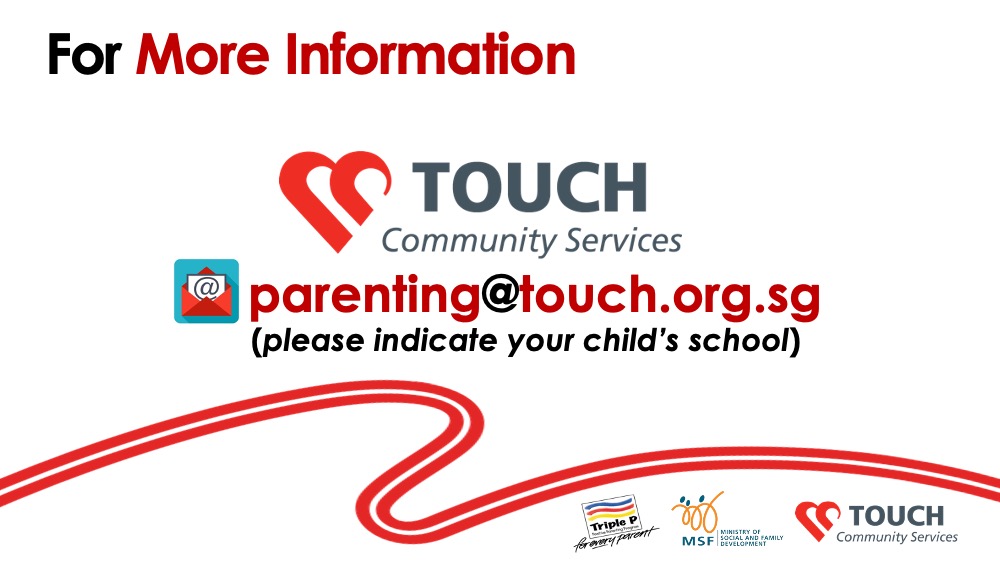 For More Information
TOUCH
Community Services
@
parenting@touch.org.sg
(please indicate your child's school)
Triple P
for every parent
MSF
MINISTRY OF
SOCIAL AND FAMILY
DEVELOPMENT
TOUCH
Community Services